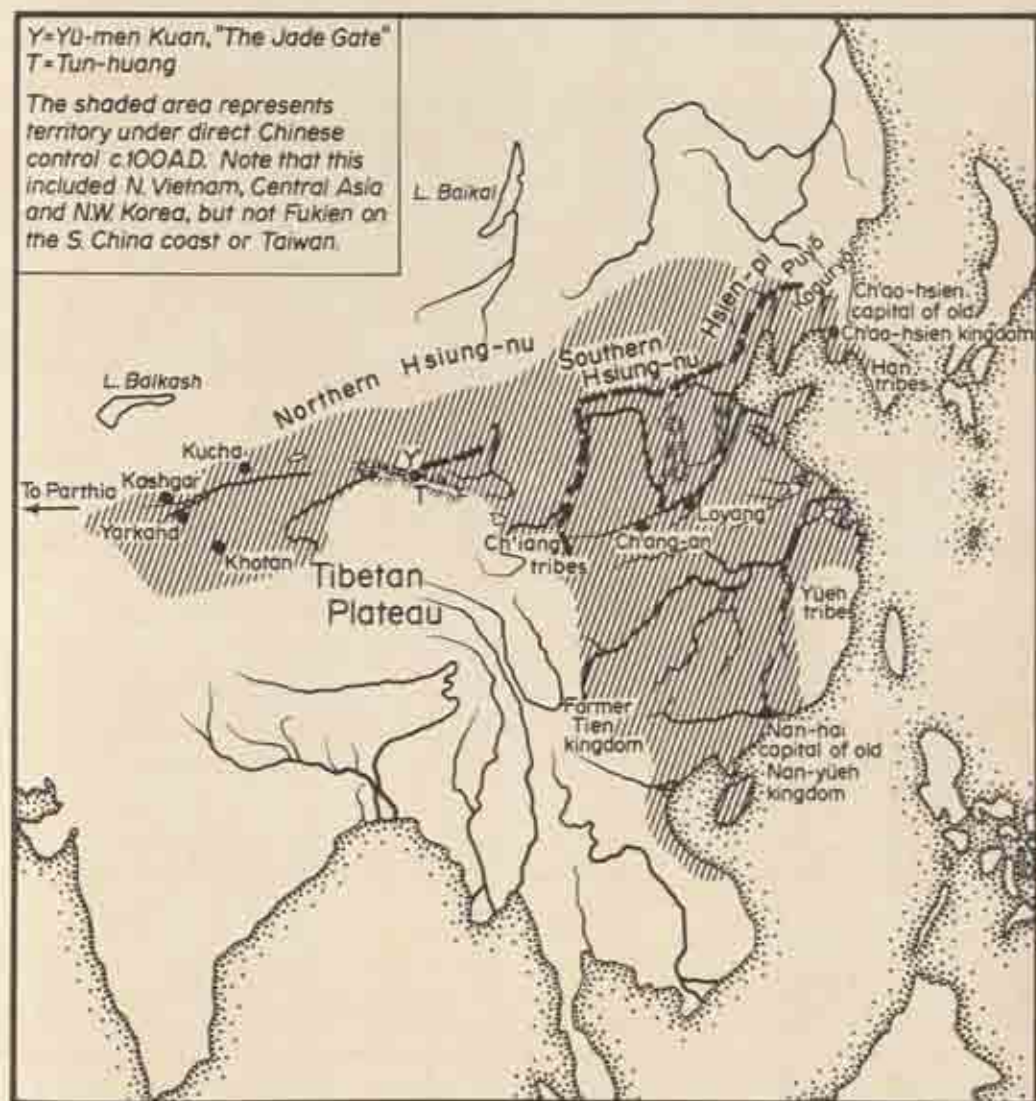 Y=Yü-men Kuan, "The Jade Gate"
T=Tun-huang
The shaded area represents
territory under direct Chinese
control c.100A.D. Note that this
included N. Vietnam, Central Asia
and N.W. Korea, but not Fukien on
the S. China coast or Taiwan.
L. Baikal
Hsien-pi
Puyŏ
Koguryŏ
Ch'ao-hsien
capital of old
Ch'ao-hsien kingdom
Han
tribes
Northern Hsiung-nu
Southern
Hsiung-nu
L. Balkash
Kucha
Kashgar
To Parthia
Yarkand
Khotan
Y
T
Loyang
Ch'ang-an
Ch'iang
tribes
Tibetan
Plateau
Yüeh
tribes
Former
Tien
kingdom
Nan-hai
capital of old
Nan-yüeh
kingdom